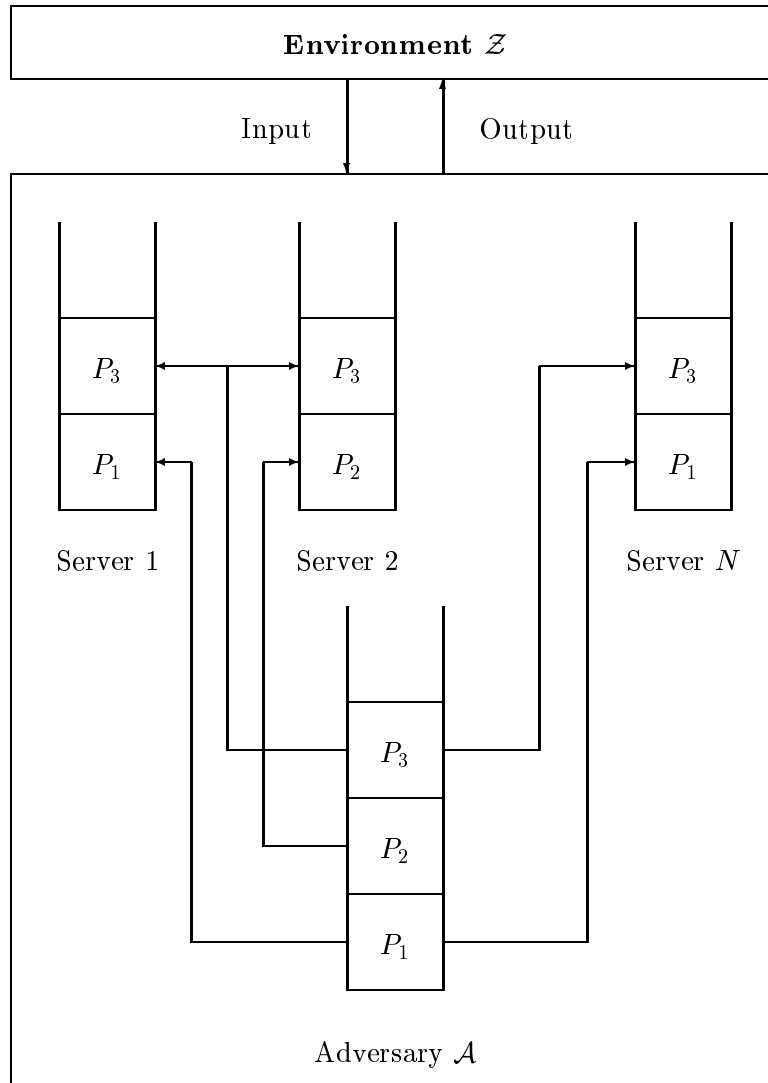 Environment 𝒵
Input Output
P₃ P₃ P₃
P₁ P₂ P₁
Server 1 Server 2 Server N
P₃
P₂
P₁
Adversary 𝒜